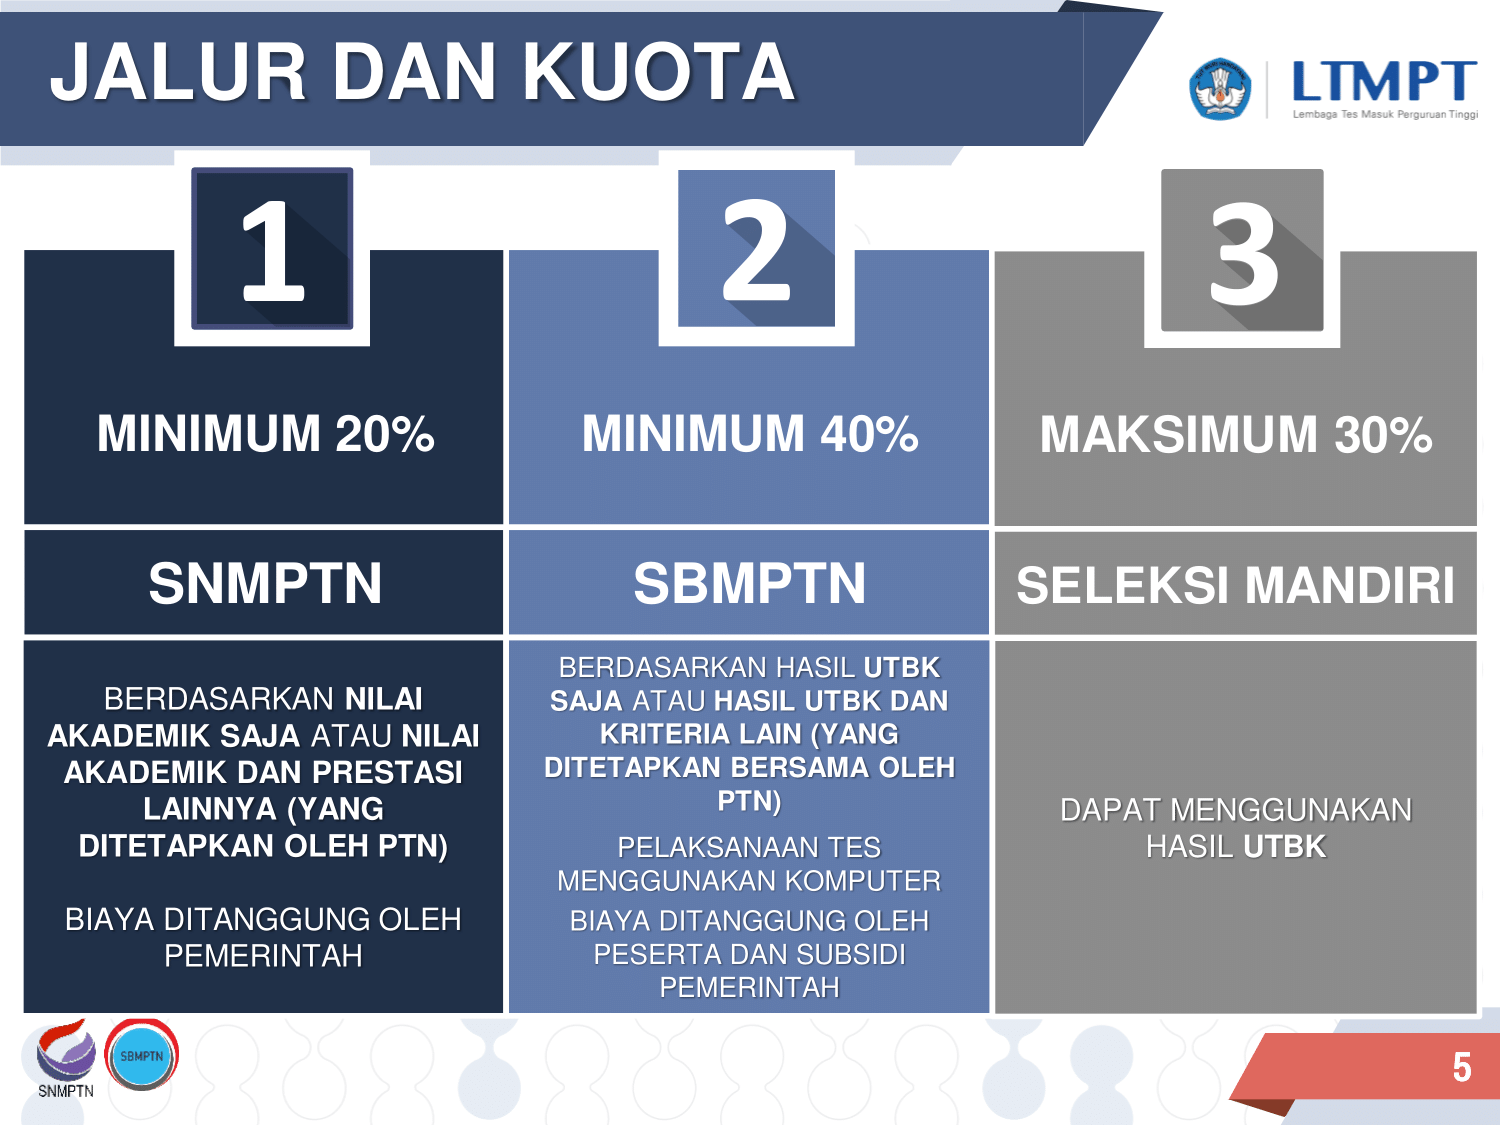 JALUR DAN KUOTA
LTMPT
Lembaga Tes Masuk Perguruan Tinggi
1
MINIMUM 20%
SNMPTN
BERDASARKAN NILAI
AKADEMIK SAJA ATAU NILAI
AKADEMIK DAN PRESTASI
LAINNYA (YANG
DITETAPKAN OLEH PTN)
BIAYA DITANGGUNG OLEH
PEMERINTAH
2
MINIMUM 40%
SBMPTN
BERDASARKAN HASIL UTBK
SAJA ATAU HASIL UTBK DAN
KRITERIA LAIN (YANG
DITETAPKAN BERSAMA OLEH
PTN)
PELAKSANAAN TES
MENGGUNAKAN KOMPUTER
BIAYA DITANGGUNG OLEH
PESERTA DAN SUBSIDI
PEMERINTAH
3
MAKSIMUM 30%
SELEKSI MANDIRI
DAPAT MENGGUNAKAN
HASIL UTBK
SNMPTN
SBMPTN
5